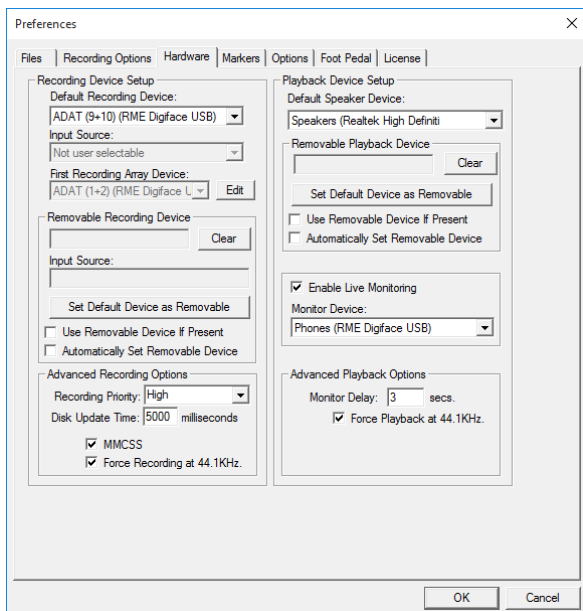 Preferences
Files
Recording Options
Hardware
Markers
Options
Foot Pedal
License
Recording Device Setup
Default Recording Device:
ADAT (9+10) (RME Digiface USB)
Input Source:
Not user selectable
First Recording Array Device:
ADAT (1+2) (RME Digiface U
Edit
Removable Recording Device
Clear
Input Source:
Set Default Device as Removable
Use Removable Device If Present
Automatically Set Removable Device
Advanced Recording Options
Recording Priority: High
Disk Update Time: 5000 milliseconds
MMCSS
Force Recording at 44.1KHz.
Playback Device Setup
Default Speaker Device:
Speakers (Realtek High Definiti
Removable Playback Device
Clear
Set Default Device as Removable
Use Removable Device If Present
Automatically Set Removable Device
Enable Live Monitoring
Monitor Device:
Phones (RME Digiface USB)
Advanced Playback Options
Monitor Delay: 3 secs.
Force Playback at 44.1KHz.
OK
Cancel